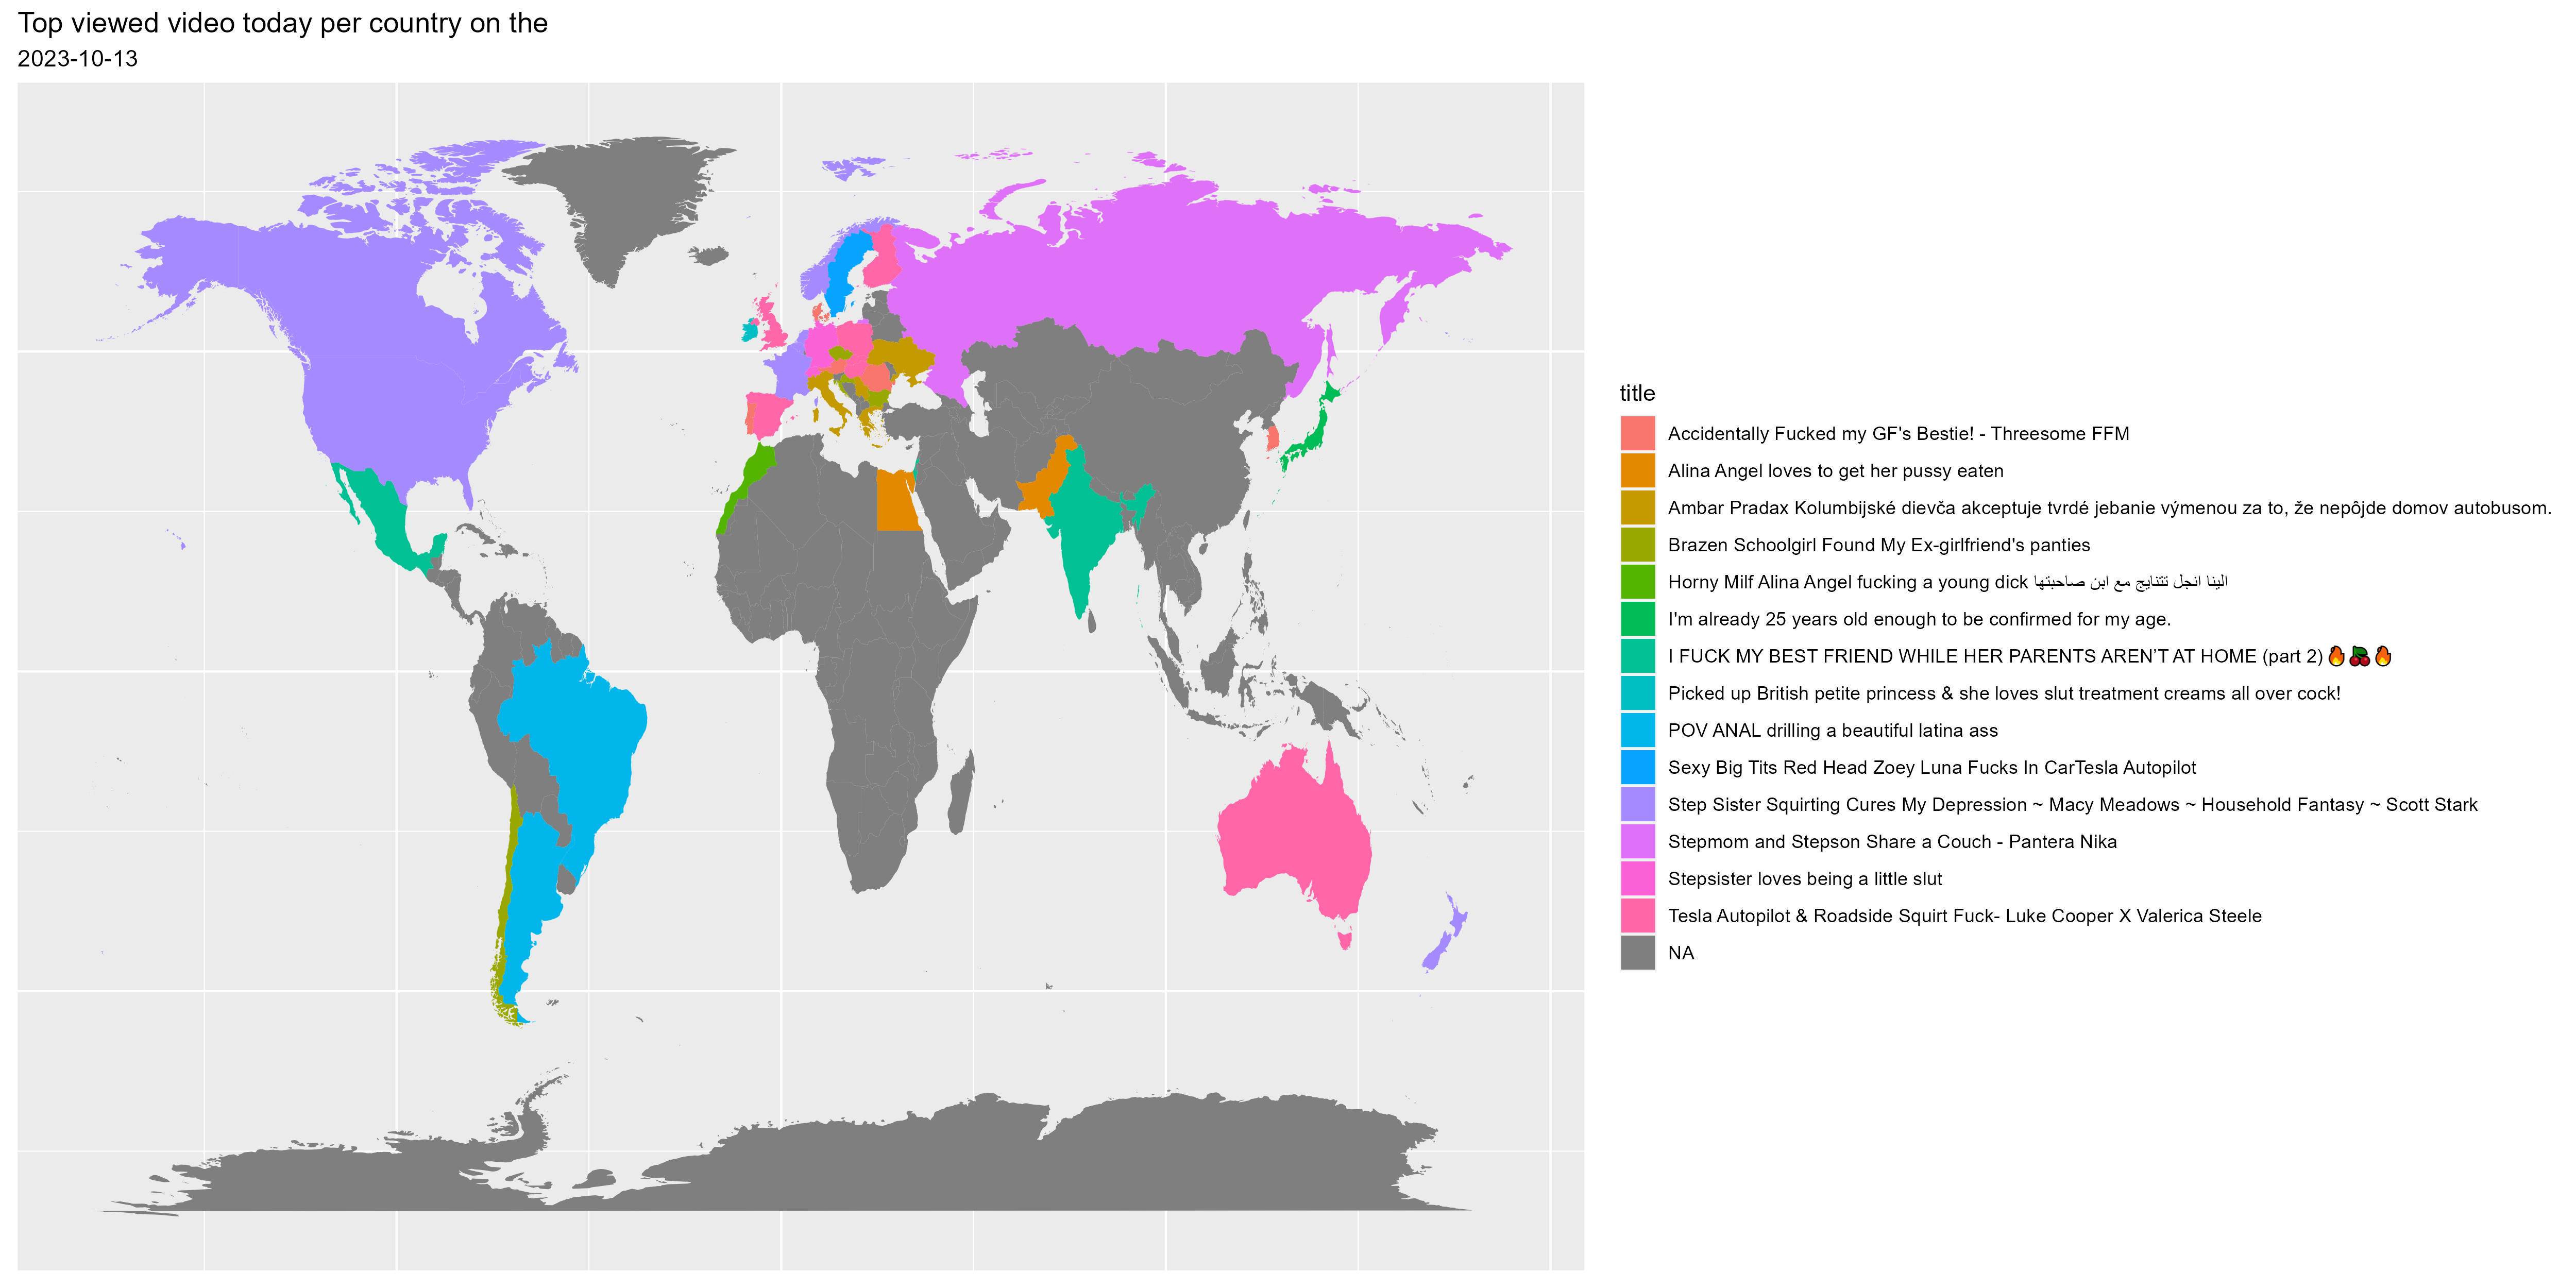 Top viewed video today per country on the
2023-10-13
title
Accidentally Fucked my GF's Bestie! - Threesome FFM
Alina Angel loves to get her pussy eaten
Ambar Pradax Kolumbijské dievča akceptuje tvrdé jebanie výmenou za to, že nepôjde domov autobusom.
Brazen Schoolgirl Found My Ex-girlfriend's panties
Horny Milf Alina Angel fucking a young dick الينا انجل تتنايج مع ابن صاحبتها
I'm already 25 years old enough to be confirmed for my age.
I FUCK MY BEST FRIEND WHILE HER PARENTS AREN’T AT HOME (part 2)🔥🍒🔥
Picked up British petite princess & she loves slut treatment creams all over cock!
POV ANAL drilling a beautiful latina ass
Sexy Big Tits Red Head Zoey Luna Fucks In CarTesla Autopilot
Step Sister Squirting Cures My Depression ~ Macy Meadows ~ Household Fantasy ~ Scott Stark
Stepmom and Stepson Share a Couch - Pantera Nika
Stepsister loves being a little slut
Tesla Autopilot & Roadside Squirt Fuck- Luke Cooper X Valerica Steele
NA